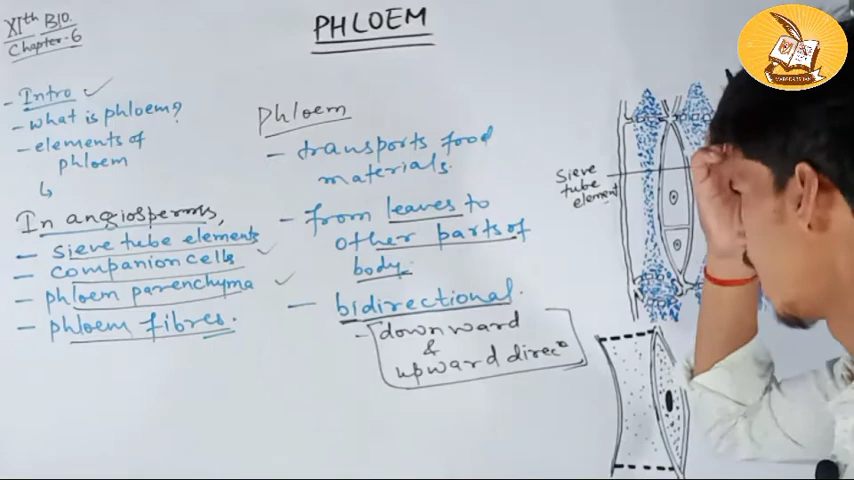 XIth BIO.
Chapter-6
PHLOEM
- Intro
- what is phloem?
- elements of
phloem
In angiosperms,
- sieve tube elements
- companion cells
- phloem parenchyma
- phloem fibres.
Phloem
- transports food
materials.
- from leaves to
other parts of
body.
- bidirectional.
- downward
&
upward direcn
Sieve
tube
element